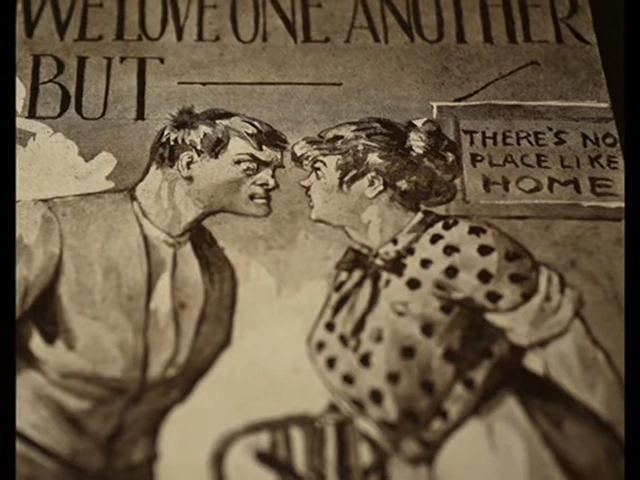 WE LOVE ONE ANOTHER
BUT —
THERE'S NO
PLACE LIKE
HOME